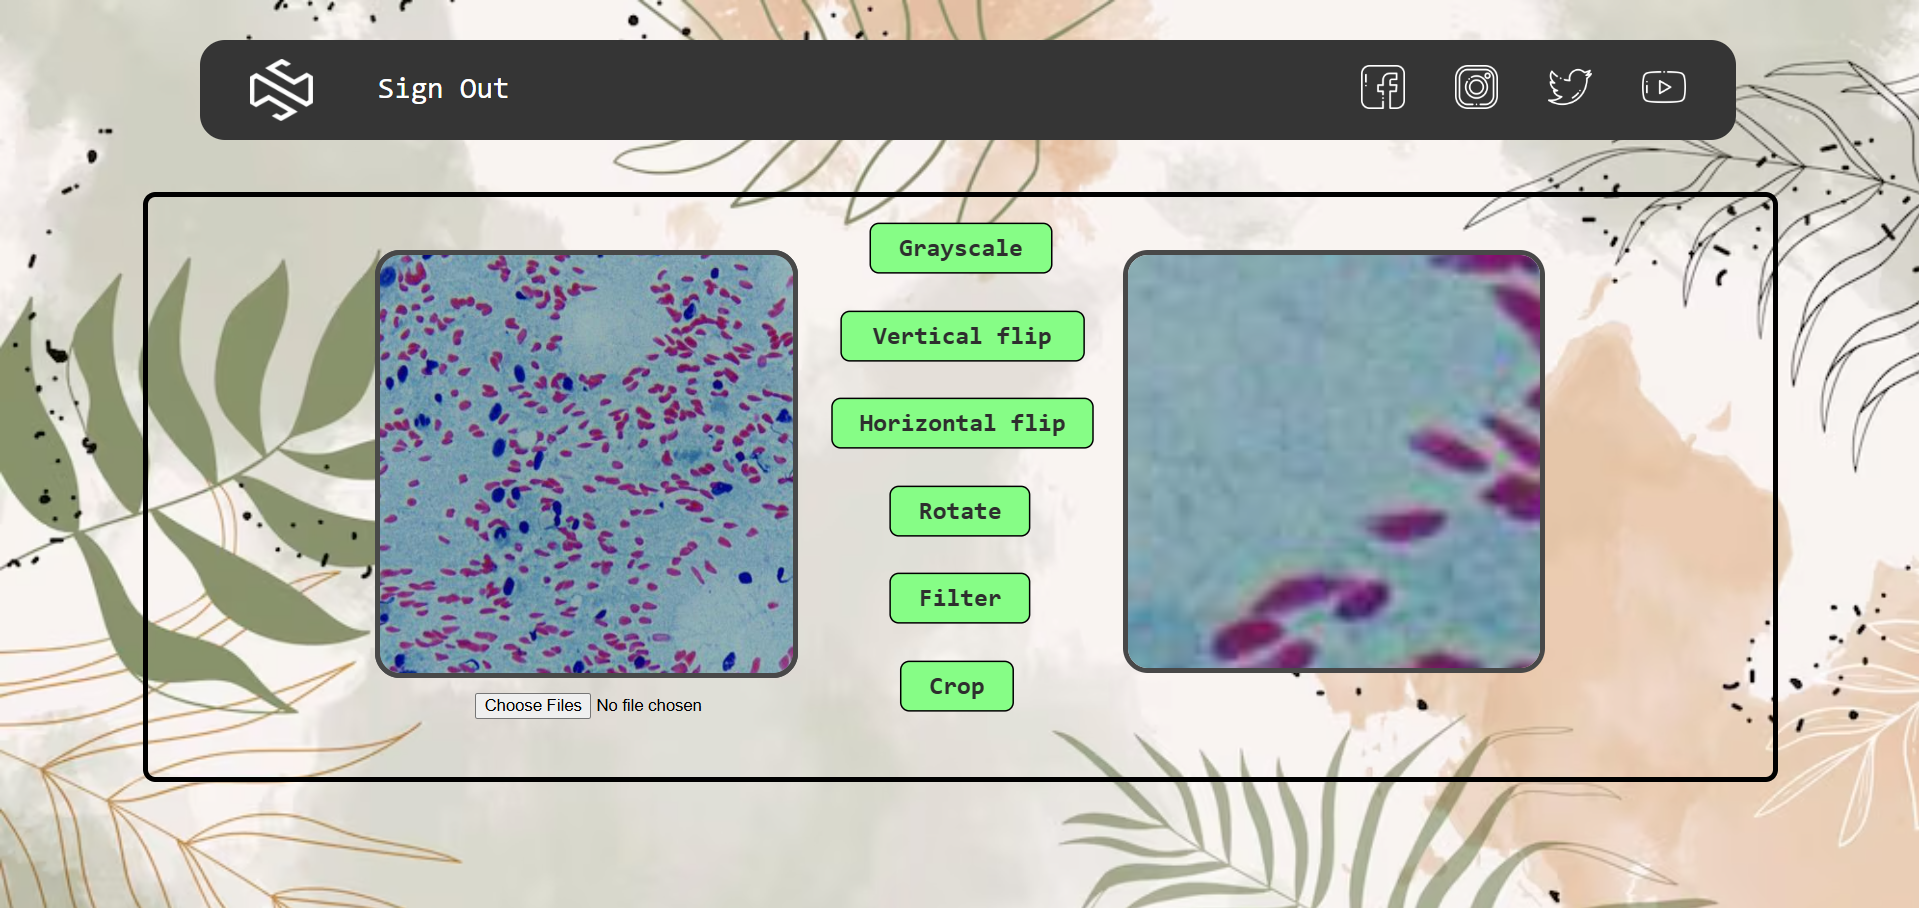 Sign Out
Grayscale
Vertical flip
Horizontal flip
Rotate
Filter
Crop
Choose Files No file chosen